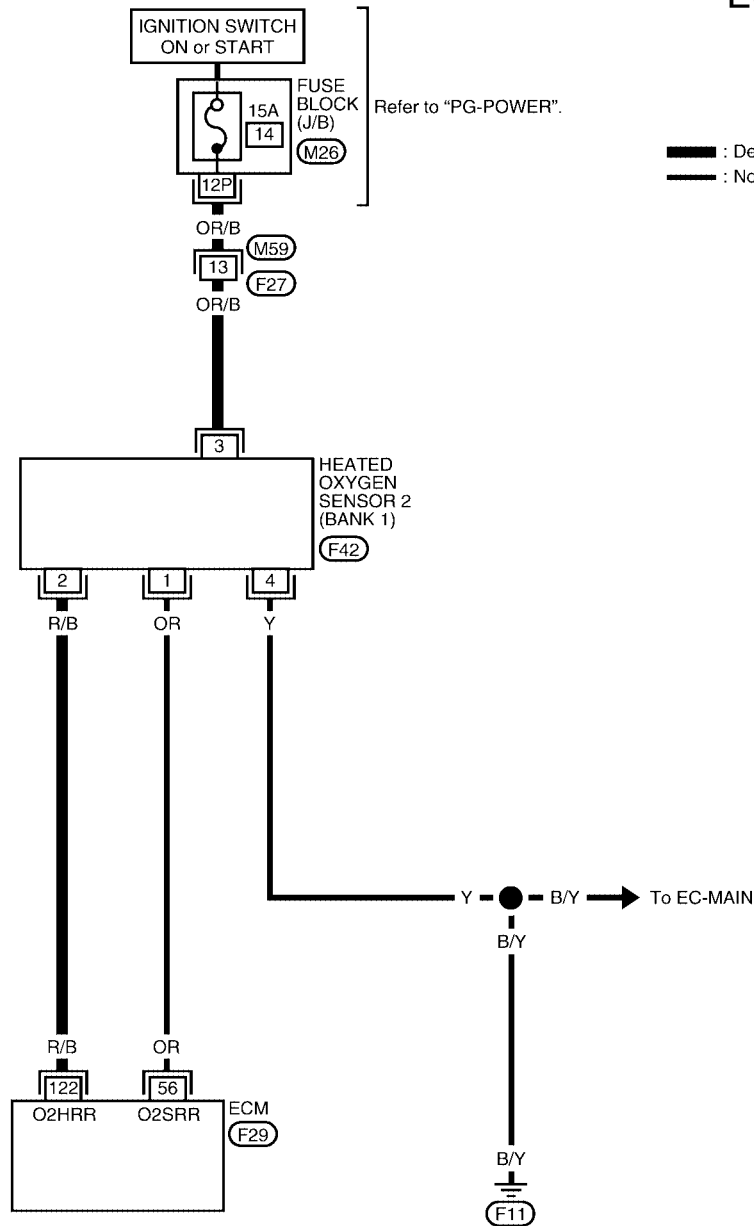 E
IGNITION SWITCH
ON or START
FUSE
BLOCK
(J/B)
15A
14
M26
Refer to “PG-POWER”.
: De
: No
12P
OR/B
M59
13
F27
OR/B
3
HEATED
OXYGEN
SENSOR 2
(BANK 1)
F42
2 1 4
R/B OR Y
Y B/Y To EC-MAIN
B/Y
R/B OR
122 56
O2HRR O2SRR
ECM
F29
B/Y
F11